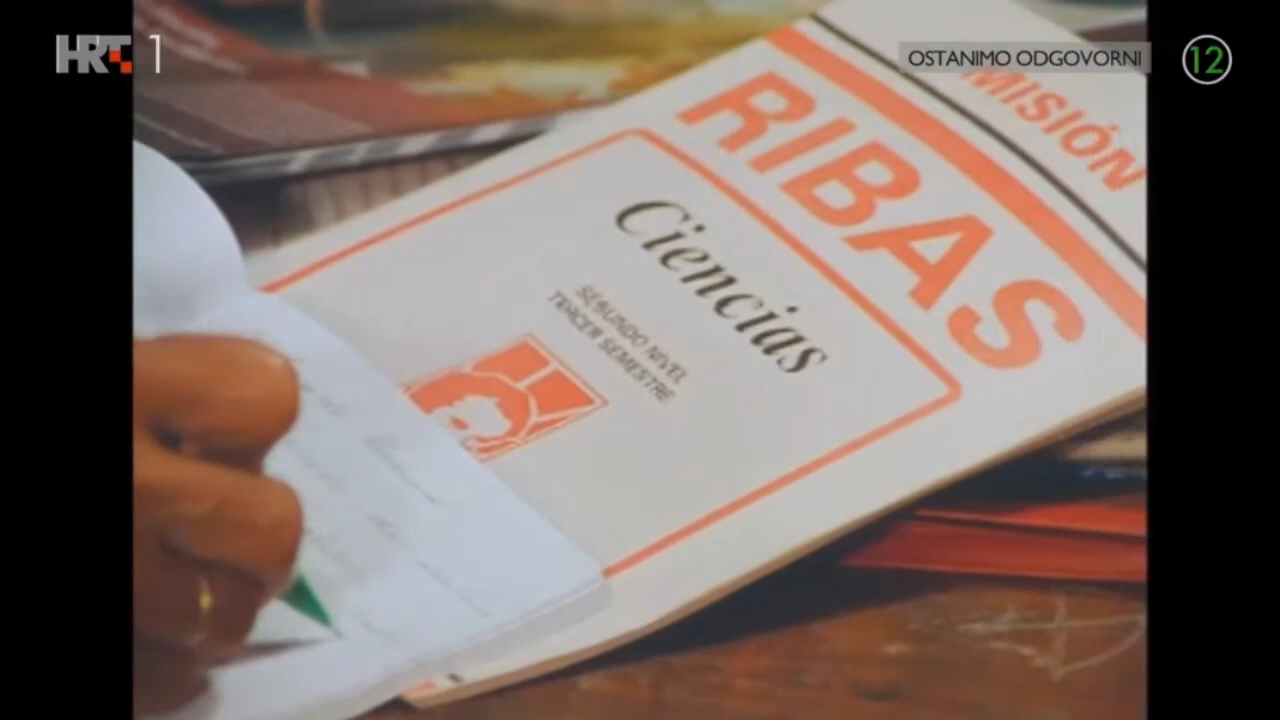 HRT 1
OSTANIMO ODGOVORNI
12
MISIÓN
RIBAS
Ciencias
SEGUNDO NIVEL
TERCER SEMESTRE